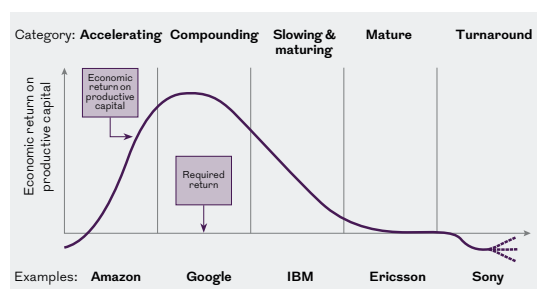 Category: Accelerating Compounding Slowing & Mature Turnaround
maturing
Economic return on
productive capital
Economic
return on
productive
capital
Required
return
Examples: Amazon Google IBM Ericsson Sony